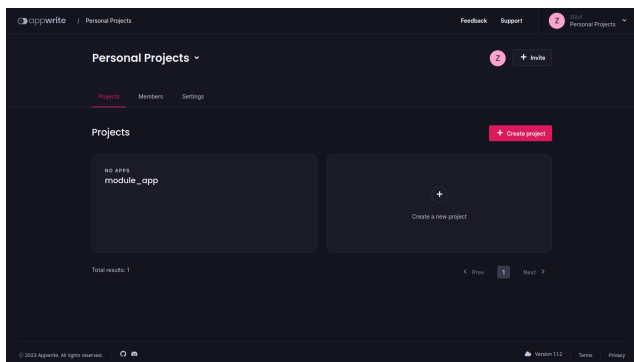 appwrite / Personal Projects
Feedback Support Z
Personal Projects
Personal Projects
Z + Invite
Projects Members Settings
Projects
+ Create project
NO APPS
module_app
+
Create a new project
Total results: 1
< Prev 1 Next >
© 2023 Appwrite. All rights reserved.
Version 1.1.2 Terms Privacy